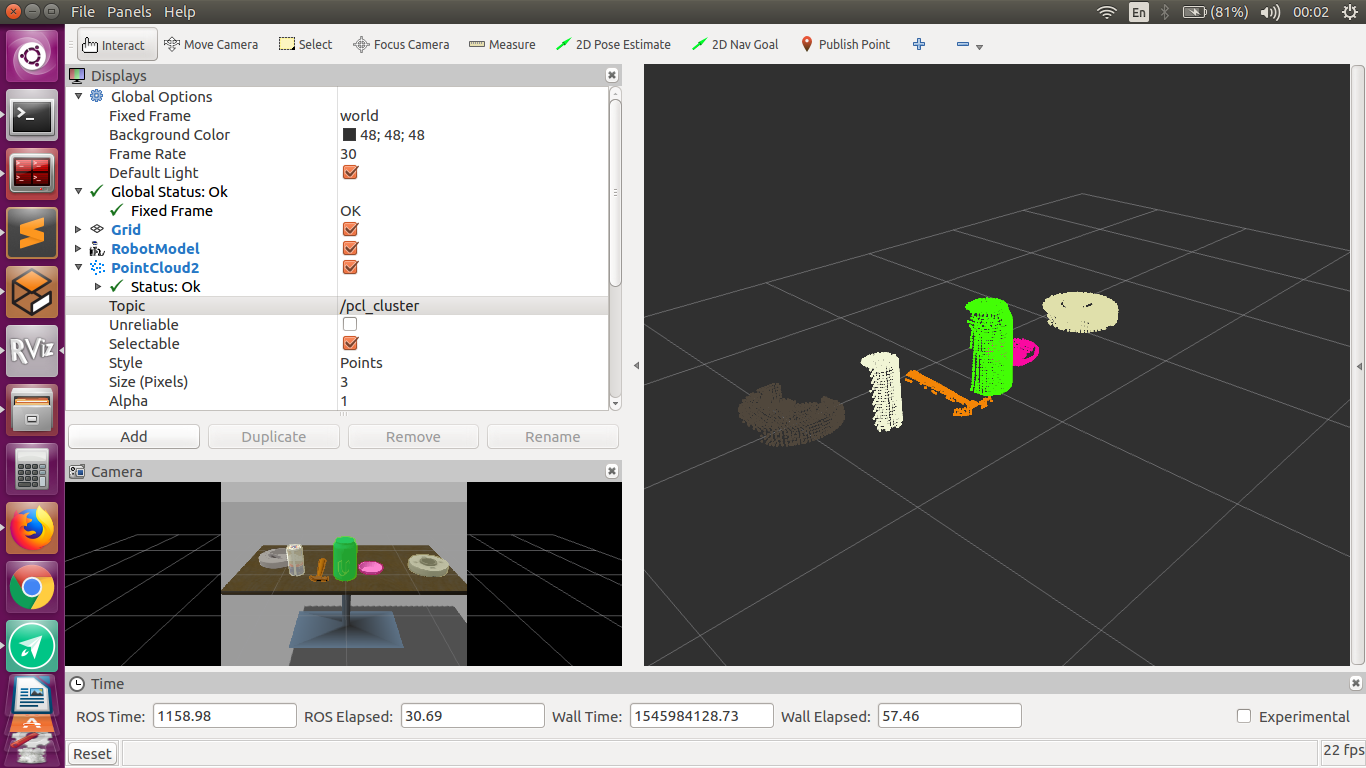 File Panels Help
En (81%) 00:02
Interact Move Camera Select Focus Camera Measure 2D Pose Estimate 2D Nav Goal Publish Point
Displays
Global Options
Fixed Frame world
Background Color 48; 48; 48
Frame Rate 30
Default Light
Global Status: Ok
Fixed Frame OK
Grid
RobotModel
PointCloud2
Status: Ok
Topic /pcl_cluster
Unreliable
Selectable
Style Points
Size (Pixels) 3
Alpha 1
Add Duplicate Remove Rename
RViz
Camera
Time
ROS Time: 1158.98 ROS Elapsed: 30.69 Wall Time: 1545984128.73 Wall Elapsed: 57.46 Experimental
Reset 22 fps